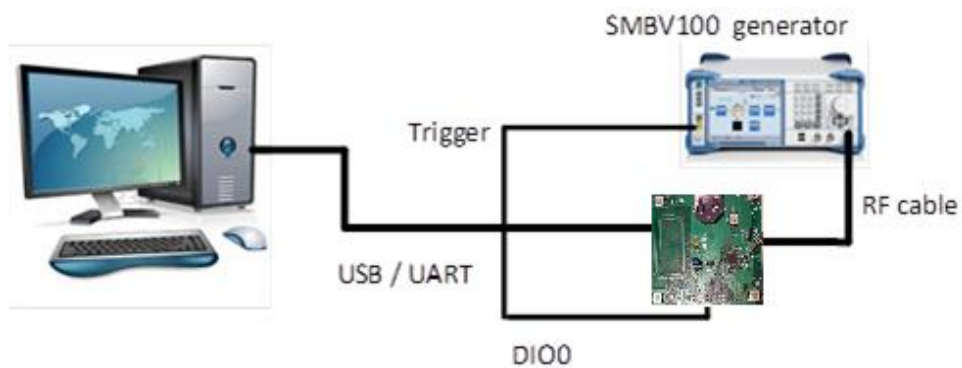 SMBV100 generator
Trigger
RF cable
USB / UART
DIO0